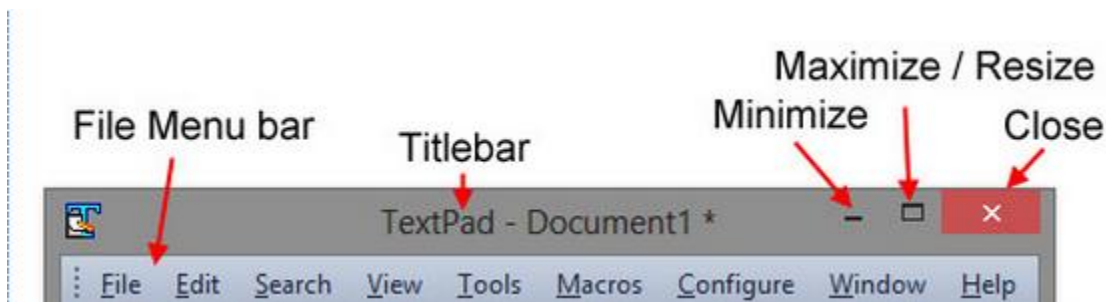 Maximize / Resize
File Menu bar
Titlebar
Minimize
Close
TextPad - Document1 *
File Edit Search View Tools Macros Configure Window Help